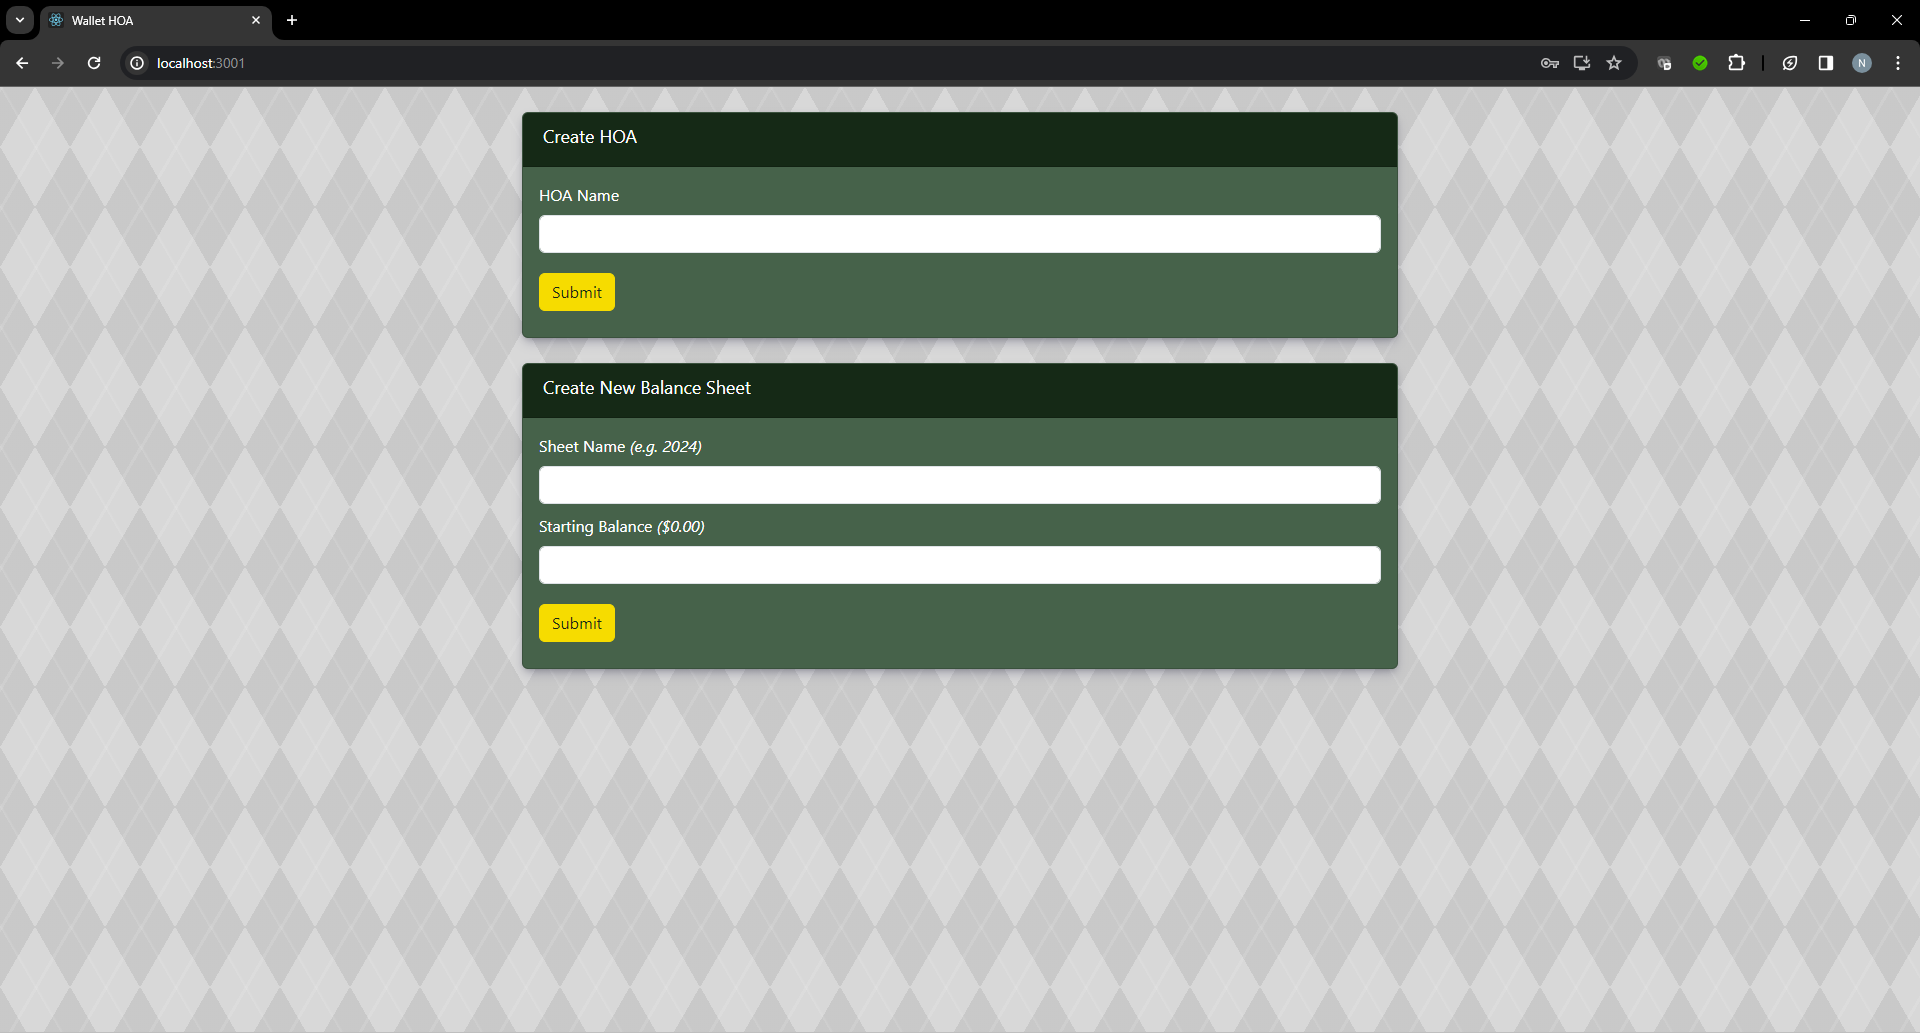 Wallet HOA
localhost:3001
N
Create HOA
HOA Name
Submit
Create New Balance Sheet
Sheet Name (e.g. 2024)
Starting Balance ($0.00)
Submit